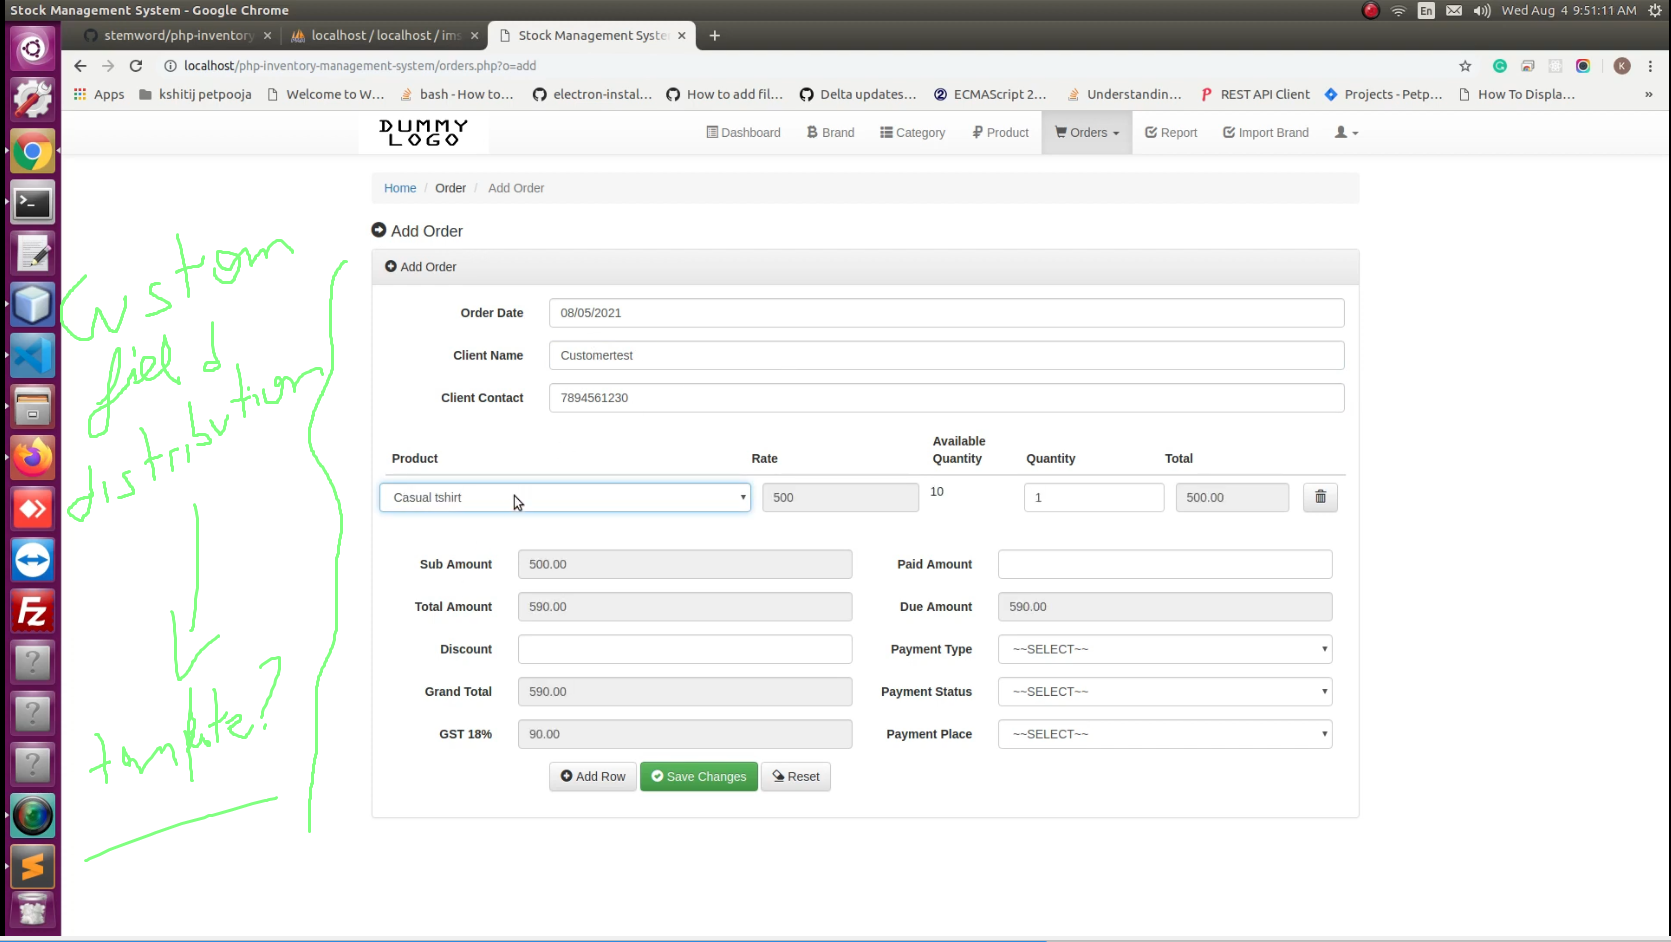 Stock Management System - Google Chrome
En
Wed Aug 4 9:51:11 AM
stemword/php-inventory
localhost / localhost / ims
Stock Management Syste
localhost/php-inventory-management-system/orders.php?o=add
K
Apps
kshitij petpooja
Welcome to W...
bash - How to...
electron-instal...
How to add fil...
Delta updates...
ECMAScript 2...
Understandin...
REST API Client
Projects - Petp...
How To Displa...
»
DUMMY
LOGO
Dashboard
Brand
Category
Product
Orders
Report
Import Brand
Home / Order / Add Order
Add Order
Add Order
Order Date 08/05/2021
Client Name Customertest
Client Contact 7894561230
Product Rate Available Quantity Quantity Total
Casual tshirt 500 10 1 500.00
Sub Amount 500.00 Paid Amount
Total Amount 590.00 Due Amount 590.00
Discount Payment Type ~~SELECT~~
Grand Total 590.00 Payment Status ~~SELECT~~
GST 18% 90.00 Payment Place ~~SELECT~~
Add Row Save Changes Reset
Custom
field
distribution
template?